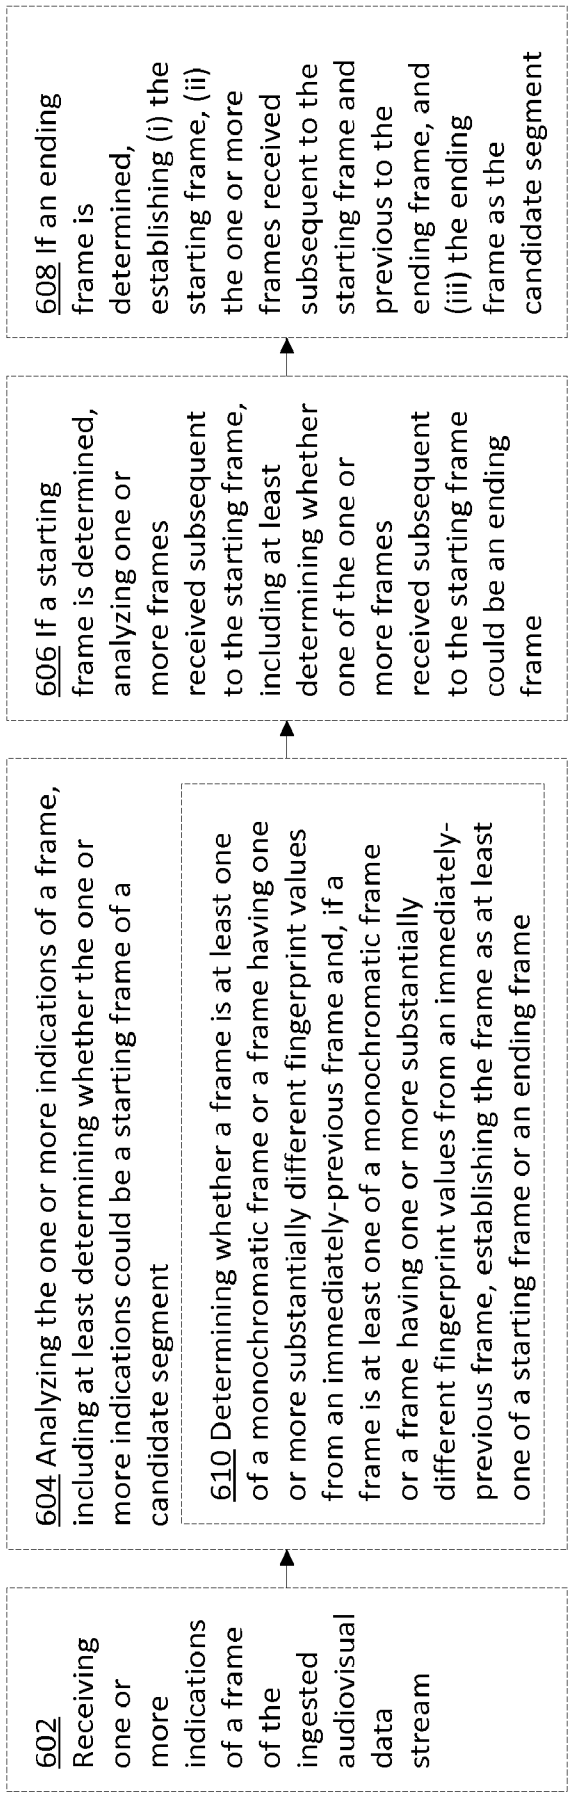 602
Receiving
one or
more
indications
of a frame
of the
ingested
audiovisual
data
stream
604 Analyzing the one or more indications of a frame,
including at least determining whether the one or
more indications could be a starting frame of a
candidate segment
610 Determining whether a frame is at least one
of a monochromatic frame or a frame having one
or more substantially different fingerprint values
from an immediately-previous frame and, if a
frame is at least one of a monochromatic frame
or a frame having one or more substantially
different fingerprint values from an immediately-
previous frame, establishing the frame as at least
one of a starting frame or an ending frame
606 If a starting
frame is determined,
analyzing one or
more frames
received subsequent
to the starting frame,
including at least
determining whether
one of the one or
more frames
received subsequent
to the starting frame
could be an ending
frame
608 If an ending
frame is
determined,
establishing (i) the
starting frame, (ii)
the one or more
frames received
subsequent to the
starting frame and
previous to the
ending frame, and
(iii) the ending
frame as the
candidate segment